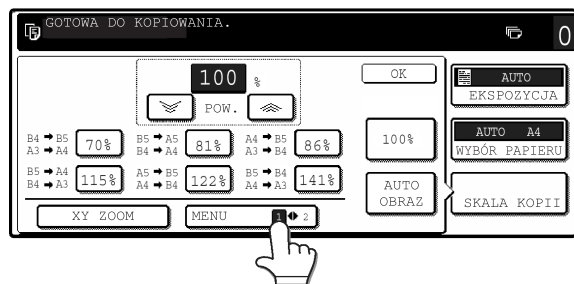 GOTOWA DO KOPIOWANIA.
0
100 %
POW.
OK
AUTO
EKSPOZYCJA
B4 ➡ B5
A3 ➡ A4
70%
B5 ➡ A5
B4 ➡ A4
81%
A4 ➡ B5
A3 ➡ B4
86%
100%
AUTO A4
WYBÓR PAPIERU
B5 ➡ A4
B4 ➡ A3
115%
A5 ➡ B5
A4 ➡ B4
122%
B5 ➡ B4
A4 ➡ A3
141%
AUTO
OBRAZ
SKALA KOPII
XY ZOOM
MENU 1 2